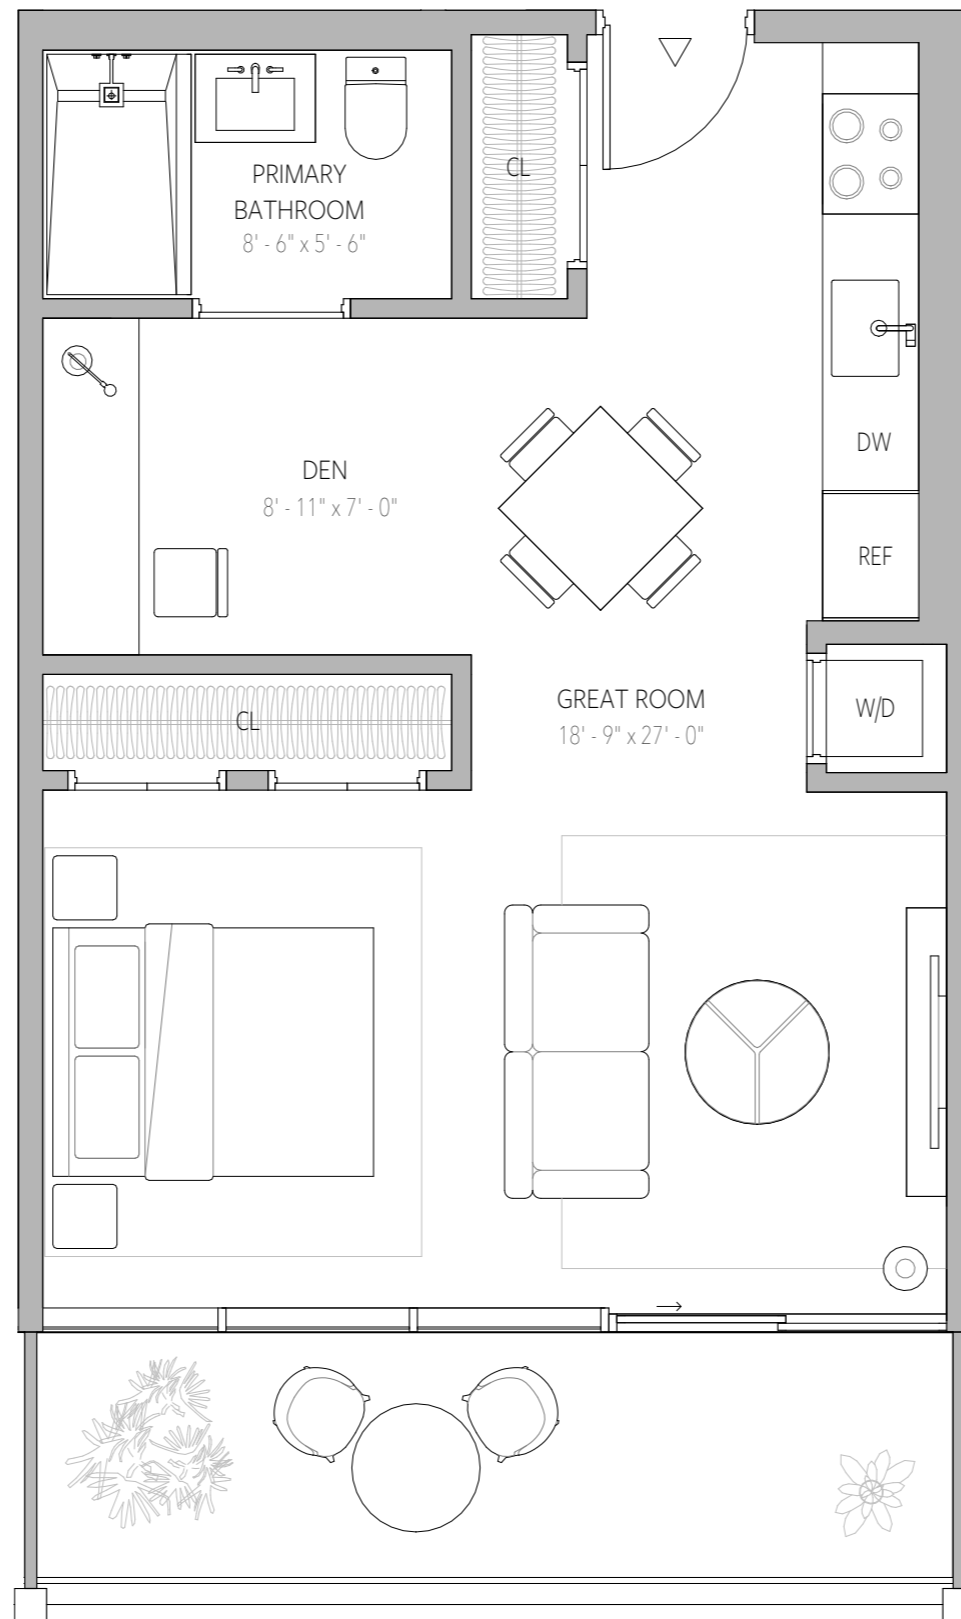 CL
PRIMARY
BATHROOM
8' - 6" x 5' - 6"
DEN
8' - 11" x 7' - 0"
DW
REF
GREAT ROOM
18' - 9" x 27' - 0"
W/D
CL